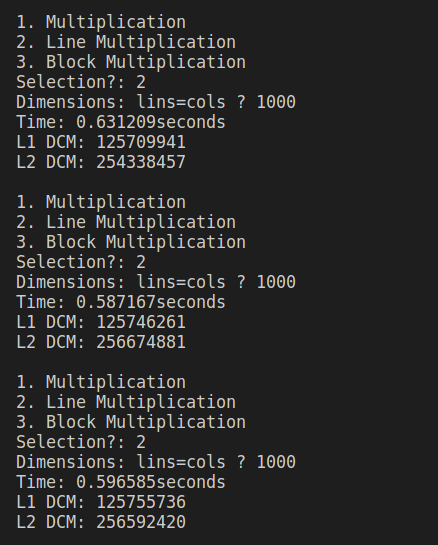 1. Multiplication
2. Line Multiplication
3. Block Multiplication
Selection?: 2
Dimensions: lins=cols ? 1000
Time: 0.631209seconds
L1 DCM: 125709941
L2 DCM: 254338457
1. Multiplication
2. Line Multiplication
3. Block Multiplication
Selection?: 2
Dimensions: lins=cols ? 1000
Time: 0.587167seconds
L1 DCM: 125746261
L2 DCM: 256674881
1. Multiplication
2. Line Multiplication
3. Block Multiplication
Selection?: 2
Dimensions: lins=cols ? 1000
Time: 0.596585seconds
L1 DCM: 125755736
L2 DCM: 256592420